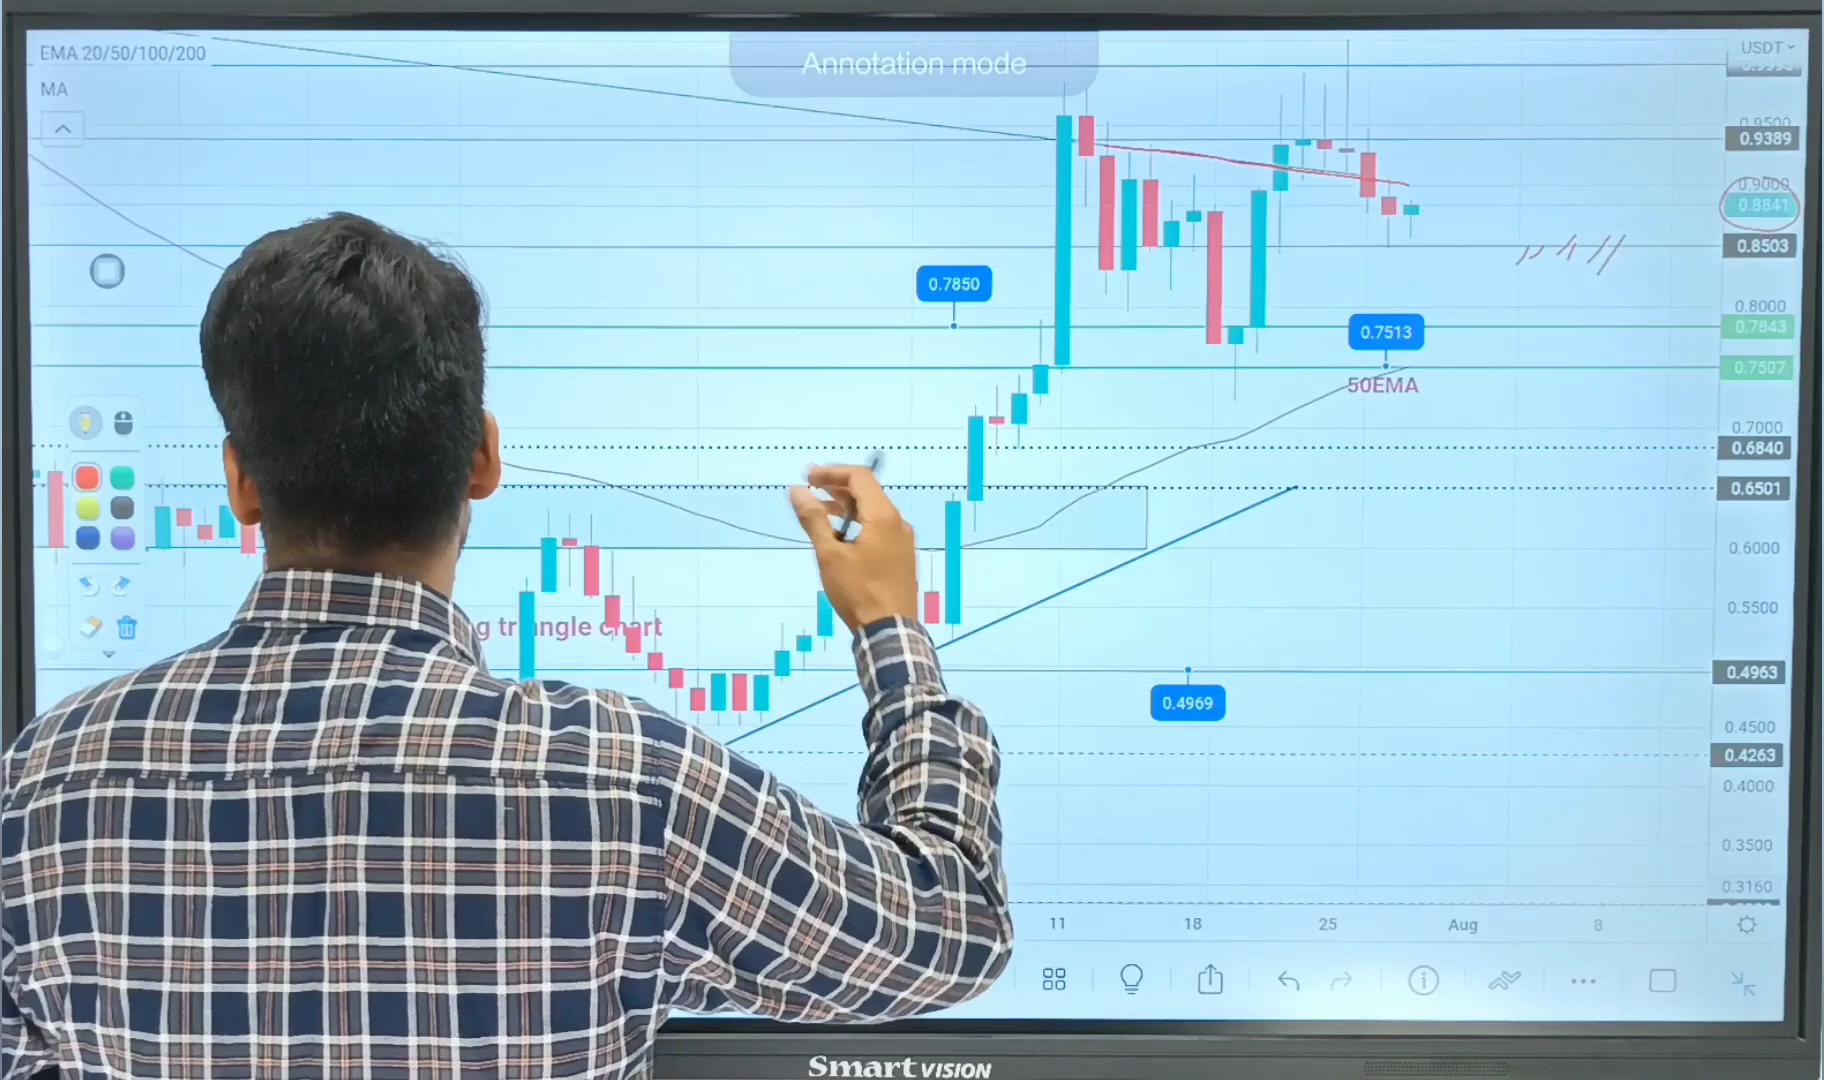 EMA 20/50/100/200
MA
Annotation mode
USDT
0.9500
0.9389
0.9000
0.8841
0.8503
0.7850
0.8000
0.7843
0.7513
0.7507
50EMA
0.7000
0.6840
0.6501
0.6000
0.5500
g triangle chart
0.4963
0.4969
0.4500
0.4263
0.4000
0.3500
0.3160
11 18 25 Aug 8
Smart VISION